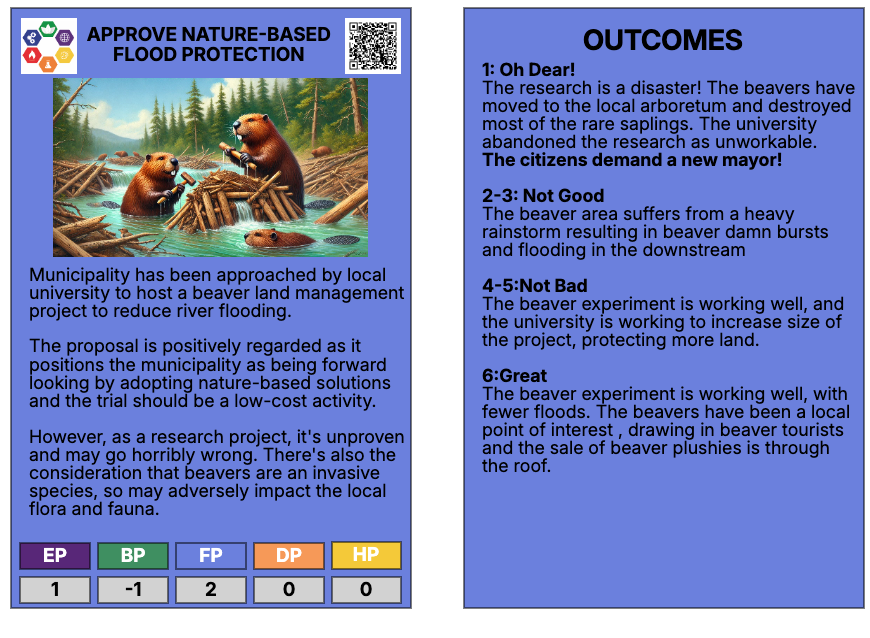 APPROVE NATURE-BASED
FLOOD PROTECTION
Municipality has been approached by local
university to host a beaver land management
project to reduce river flooding.
The proposal is positively regarded as it
positions the municipality as being forward
looking by adopting nature-based solutions
and the trial should be a low-cost activity.
However, as a research project, it's unproven
and may go horribly wrong. There's also the
consideration that beavers are an invasive
species, so may adversely impact the local
flora and fauna.
EP BP FP DP HP
1 -1 2 0 0
OUTCOMES
1: Oh Dear!
The research is a disaster! The beavers have
moved to the local arboretum and destroyed
most of the rare saplings. The university
abandoned the research as unworkable.
The citizens demand a new mayor!
2-3: Not Good
The beaver area suffers from a heavy
rainstorm resulting in beaver damn bursts
and flooding in the downstream
4-5:Not Bad
The beaver experiment is working well, and
the university is working to increase size of
the project, protecting more land.
6:Great
The beaver experiment is working well, with
fewer floods. The beavers have been a local
point of interest , drawing in beaver tourists
and the sale of beaver plushies is through
the roof.